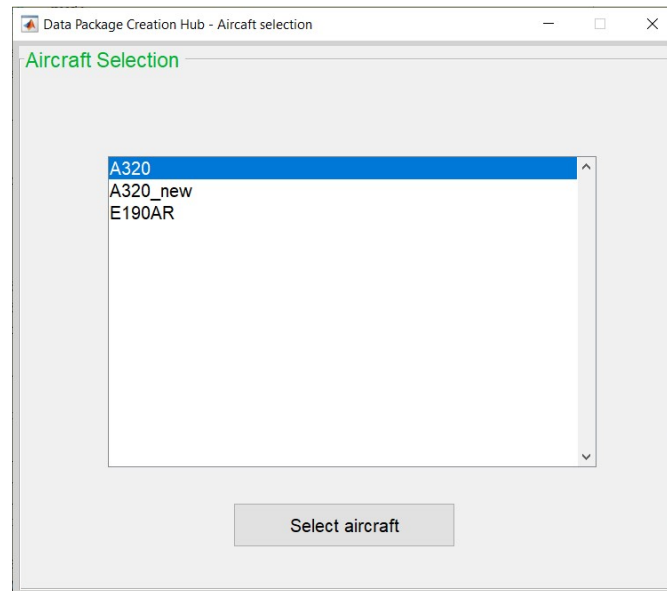 Data Package Creation Hub - Aircaft selection
Aircraft Selection
A320
A320_new
E190AR
Select aircraft